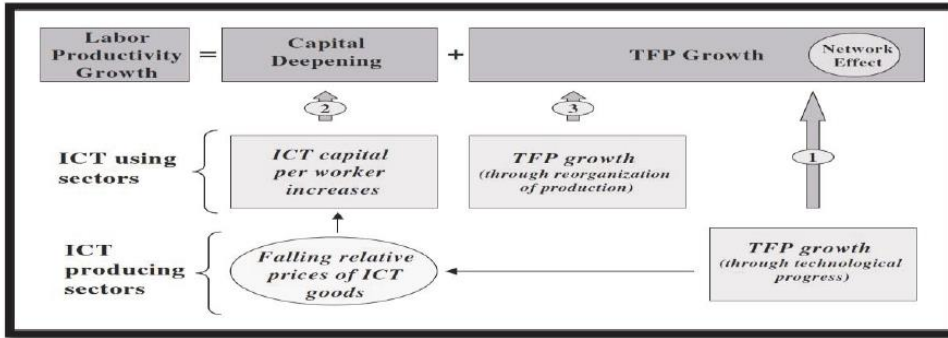 Labor
Productivity
Growth
=
Capital
Deepening
+
TFP Growth
Network
Effect
2
3
1
ICT using
sectors
ICT capital
per worker
increases
TFP growth
(through reorganization
of production)
ICT
producing
sectors
Falling relative
prices of ICT
goods
TFP growth
(through technological
progress)